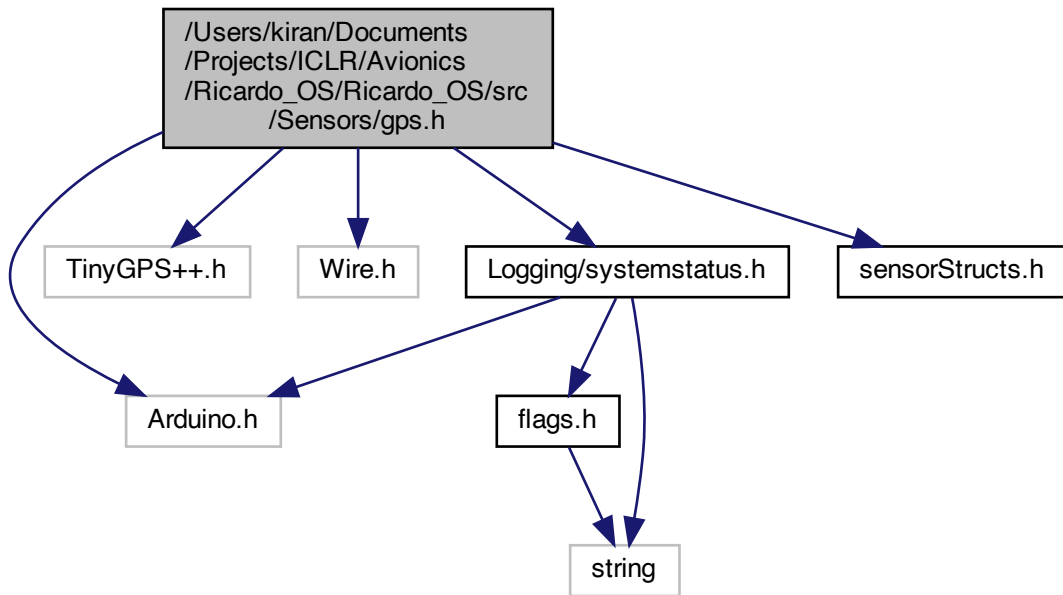 /Users/kiran/Documents
/Projects/ICLR/Avionics
/Ricardo_OS/Ricardo_OS/src
/Sensors/gps.h
TinyGPS++.h
Wire.h
Logging/systemstatus.h
sensorStructs.h
Arduino.h
flags.h
string